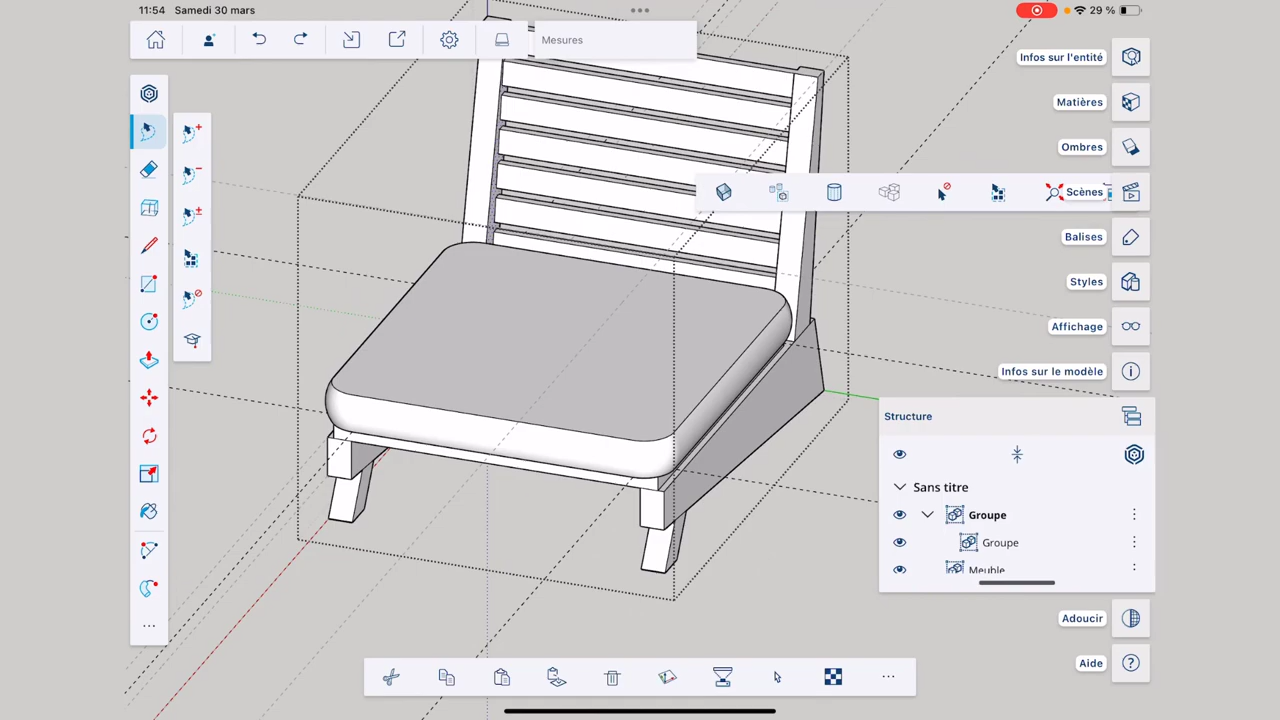 11:54 Samedi 30 mars
29 %
Mesures
Infos sur l'entité
Matières
Ombres
Scènes
Balises
Styles
Affichage
Infos sur le modèle
Structure
Sans titre
Groupe
Groupe
Meuble
Adoucir
Aide